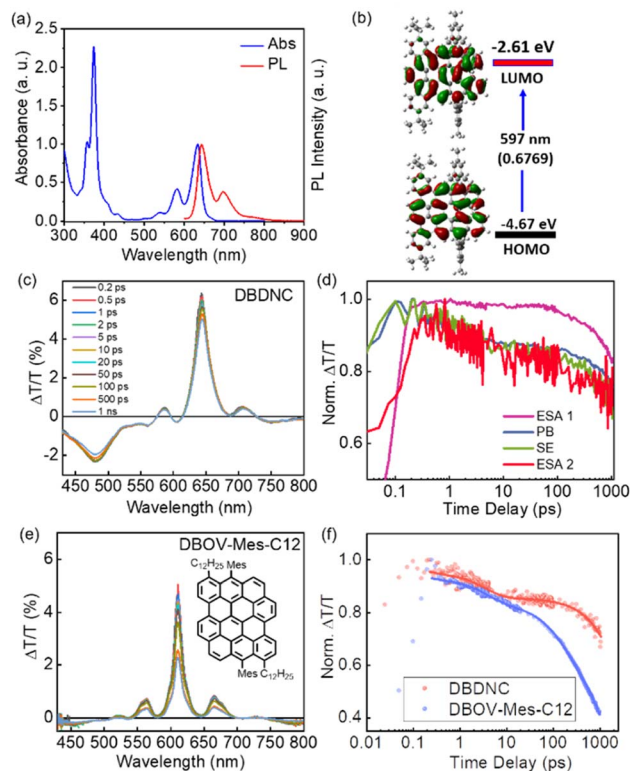 (a)
Abs
PL
Absorbance (a. u.)
2.5
2.0
1.5
1.0
0.5
0.0
300 400 500 600 700 800 900
Wavelength (nm)
PL Intensity (a. u.)
(b)
-2.61 eV
LUMO
597 nm
(0.6769)
-4.67 eV
HOMO
(c)
DBDNC
0.2 ps
0.5 ps
1 ps
2 ps
5 ps
10 ps
20 ps
50 ps
100 ps
500 ps
1 ns
ΔT/T (%)
6
4
2
0
-2
450 500 550 600 650 700 750 800
Wavelength (nm)
(d)
Norm. ΔT/T
1.0
0.8
0.6
ESA 1
PB
SE
ESA 2
0.1 1 10 100 1000
Time Delay (ps)
(e)
DBOV-Mes-C12
C12H25 Mes
Mes C12H25
ΔT/T (%)
6
4
2
0
450 500 550 600 650 700 750 800
Wavelength (nm)
(f)
Norm. ΔT/T
1.0
0.8
0.6
0.4
DBDNC
DBOV-Mes-C12
0.01 0.1 1 10 100 1000
Time Delay (ps)